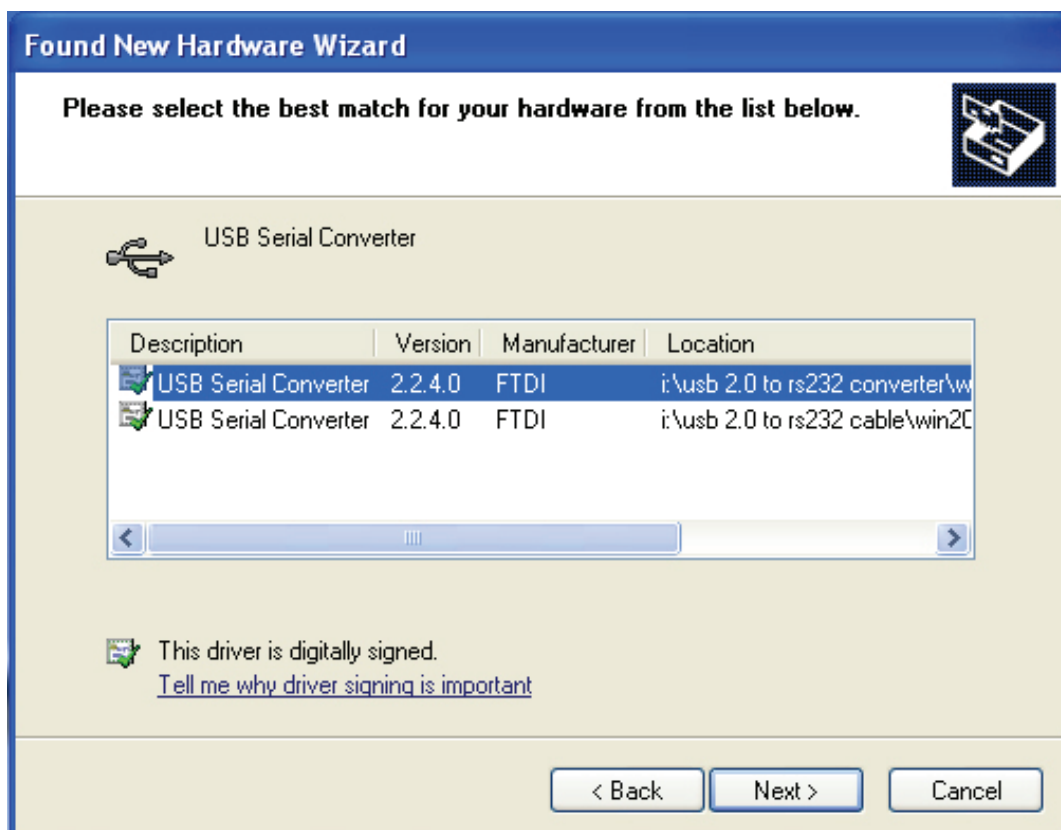 Found New Hardware Wizard
Please select the best match for your hardware from the list below.
USB Serial Converter
Description Version Manufacturer Location
USB Serial Converter 2.2.4.0 FTDI i:\usb 2.0 to rs232 converter\w
USB Serial Converter 2.2.4.0 FTDI i:\usb 2.0 to rs232 cable\win20
This driver is digitally signed.
Tell me why driver signing is important
< Back Next > Cancel